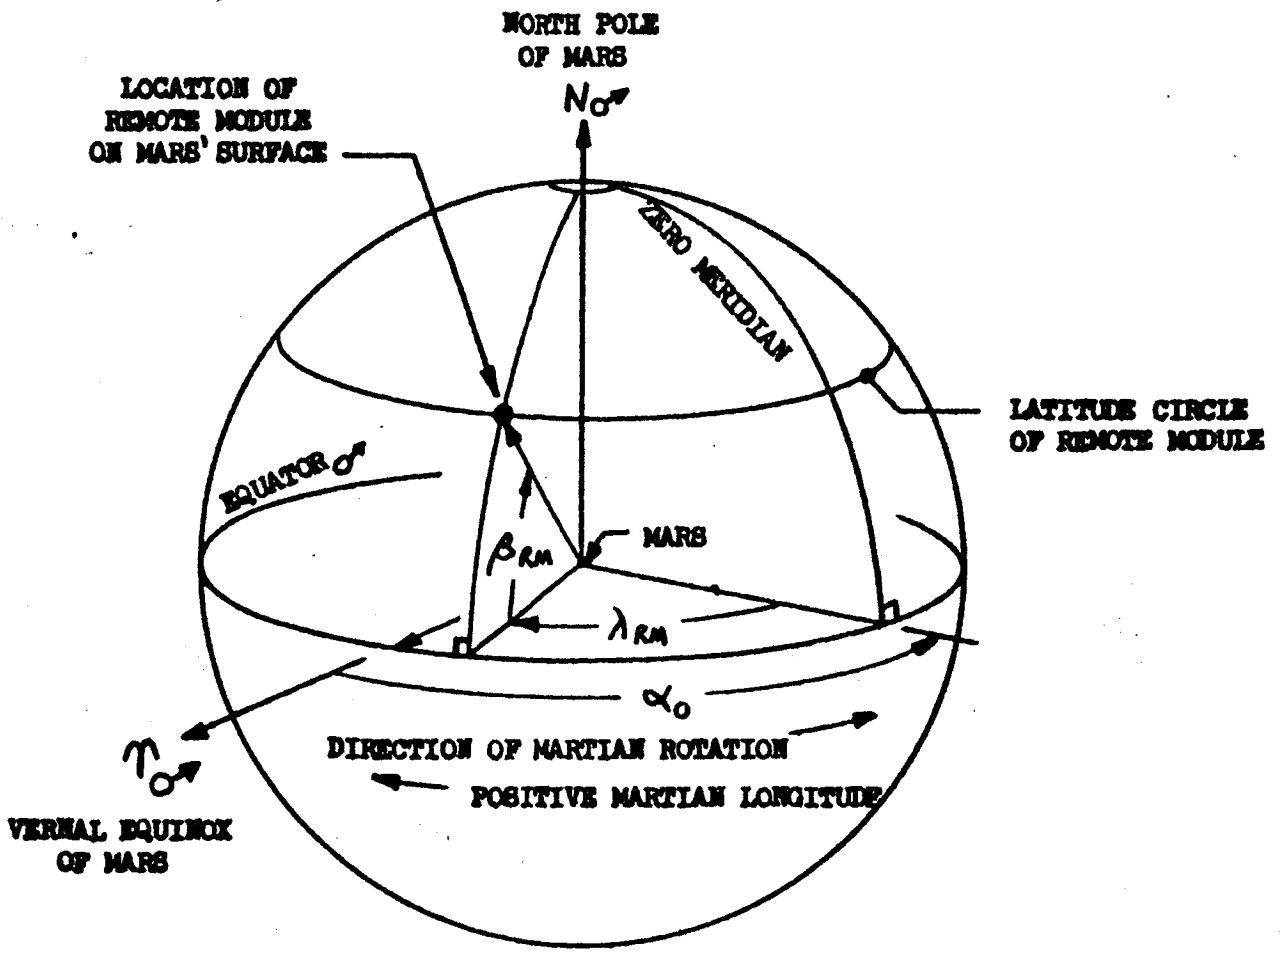 NORTH POLE
OF MARS
N♂
LOCATION OF
REMOTE MODULE
ON MARS' SURFACE
ZERO MERIDIAN
LATITUDE CIRCLE
OF REMOTE MODULE
EQUATOR ♂
MARS
βRM
λRM
α0
DIRECTION OF MARTIAN ROTATION
POSITIVE MARTIAN LONGITUDE
♈♂
VERNAL EQUINOX
OF MARS